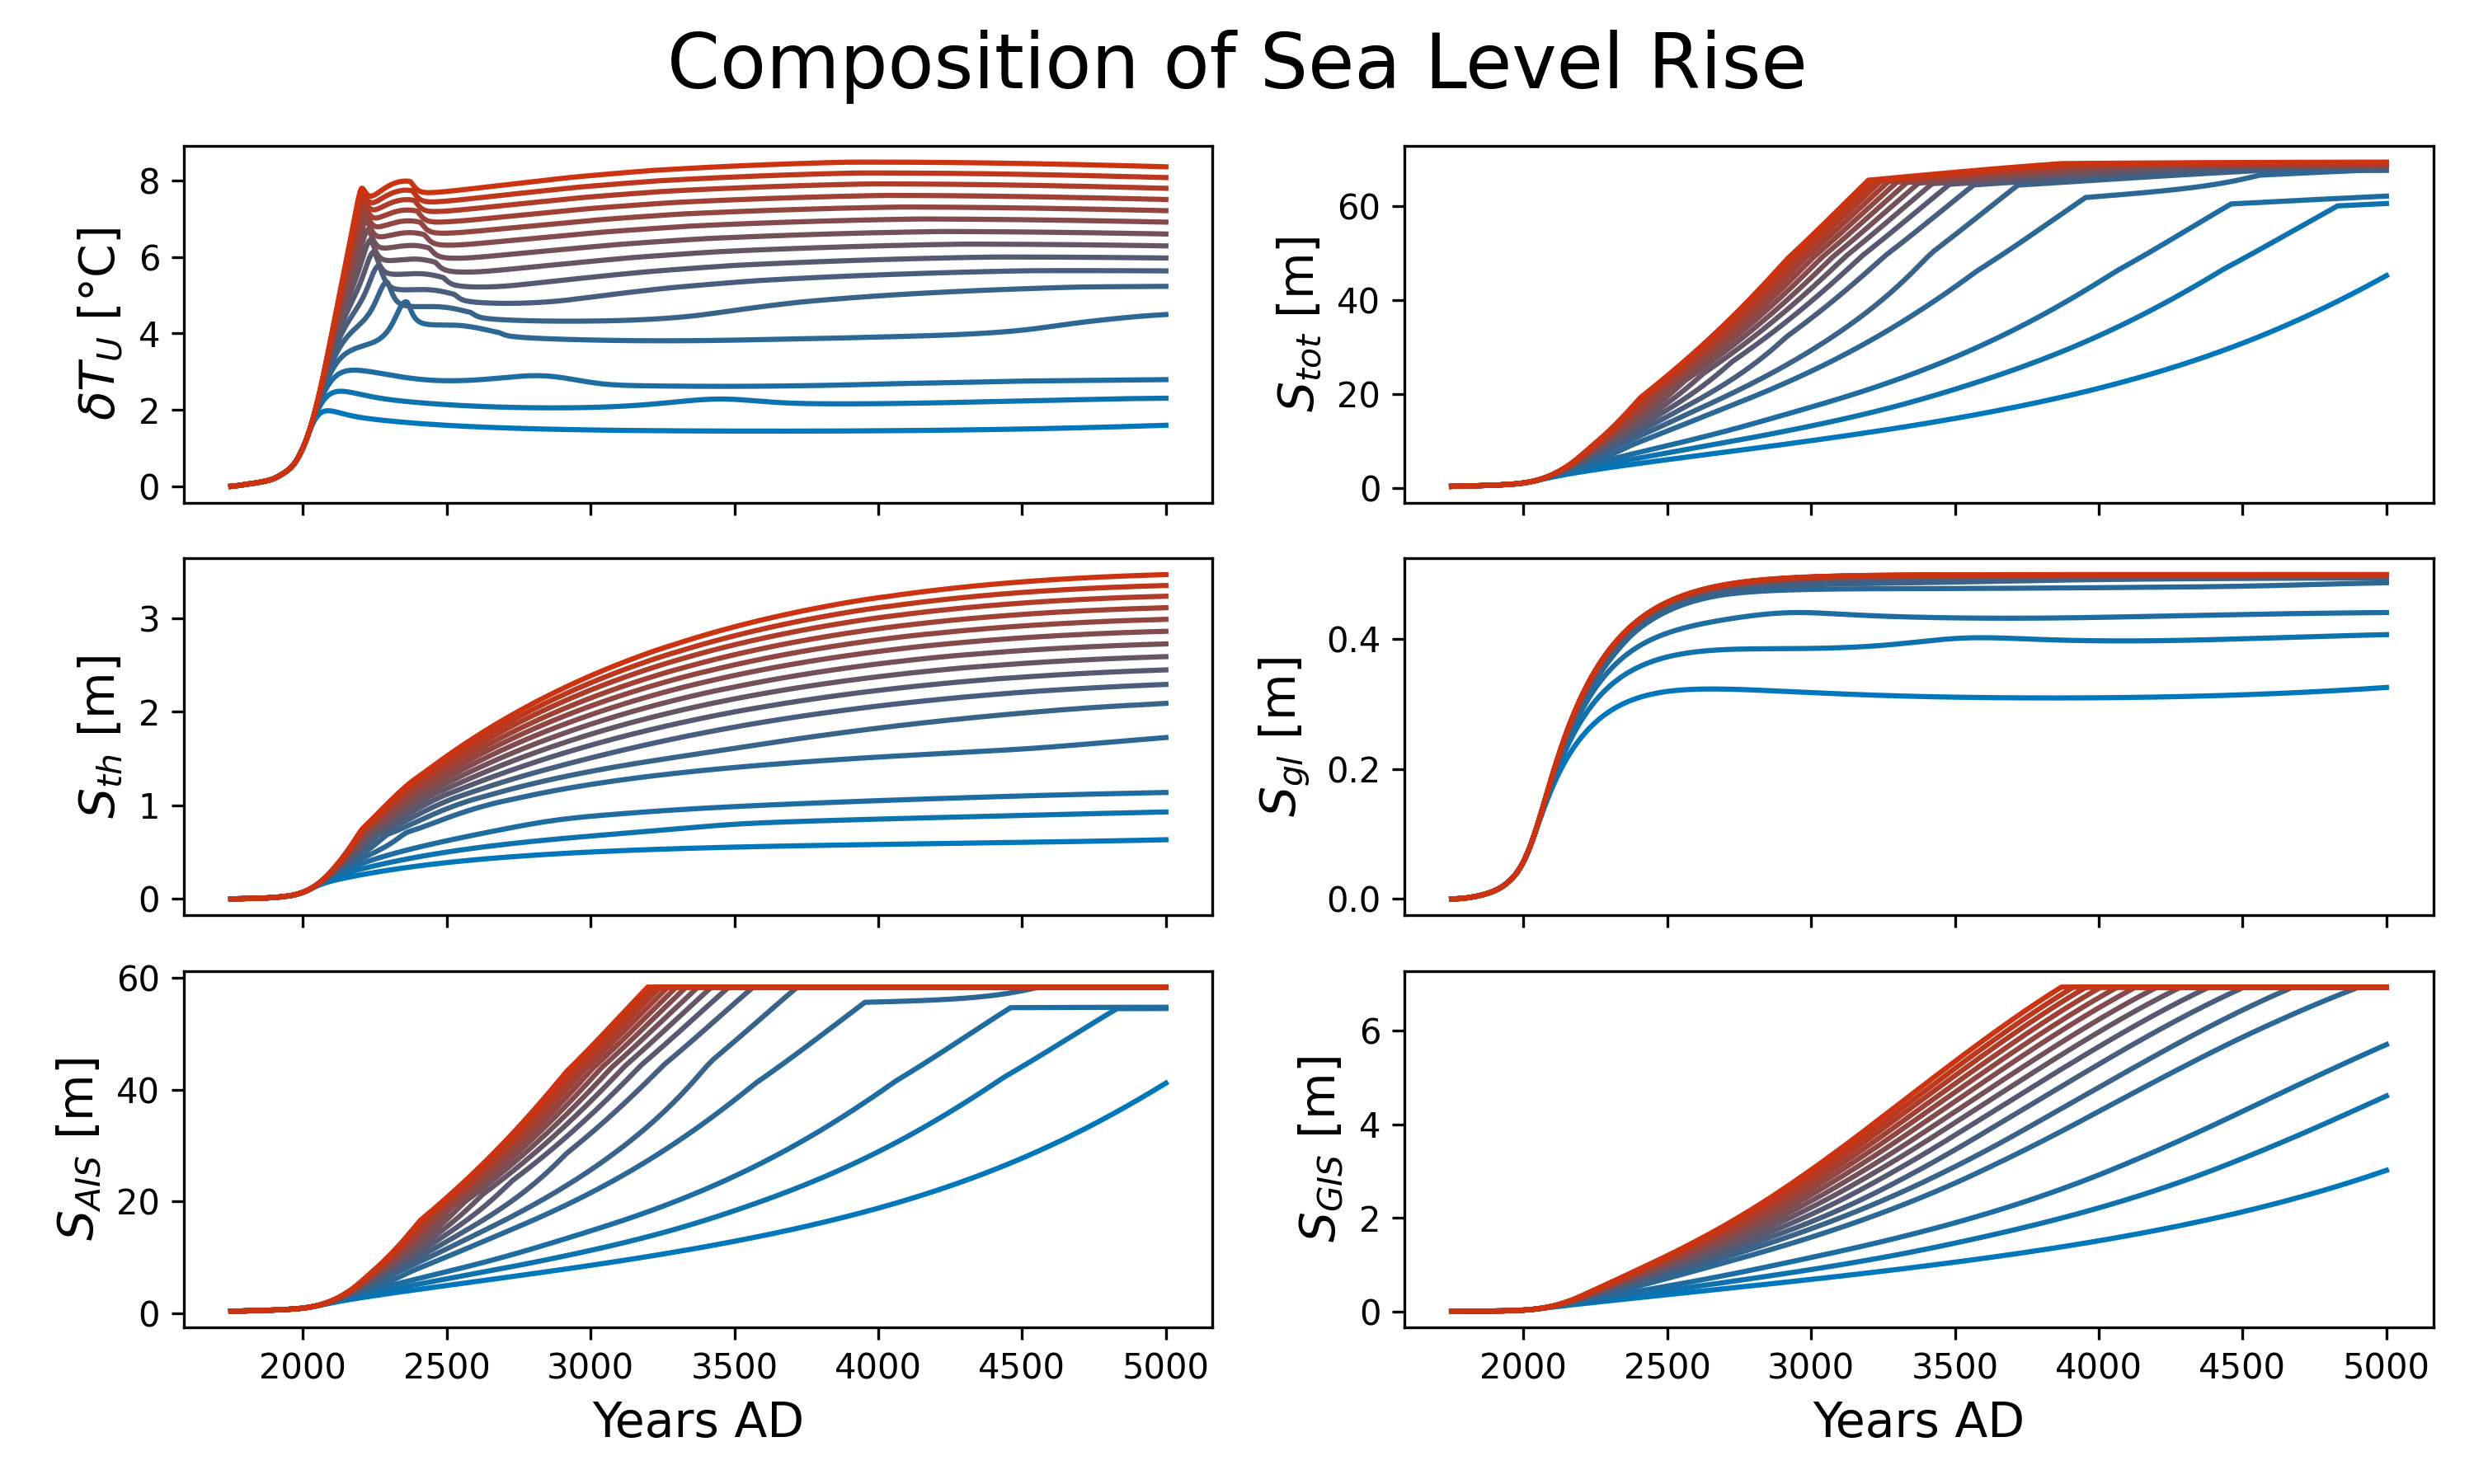 Composition of Sea Level Rise
δT_U [°C]
8
6
4
2
0
S_tot [m]
60
40
20
0
S_th [m]
3
2
1
0
S_gl [m]
0.4
0.2
0.0
S_AIS [m]
60
40
20
0
2000 2500 3000 3500 4000 4500 5000
Years AD
S_GIS [m]
6
4
2
0
2000 2500 3000 3500 4000 4500 5000
Years AD